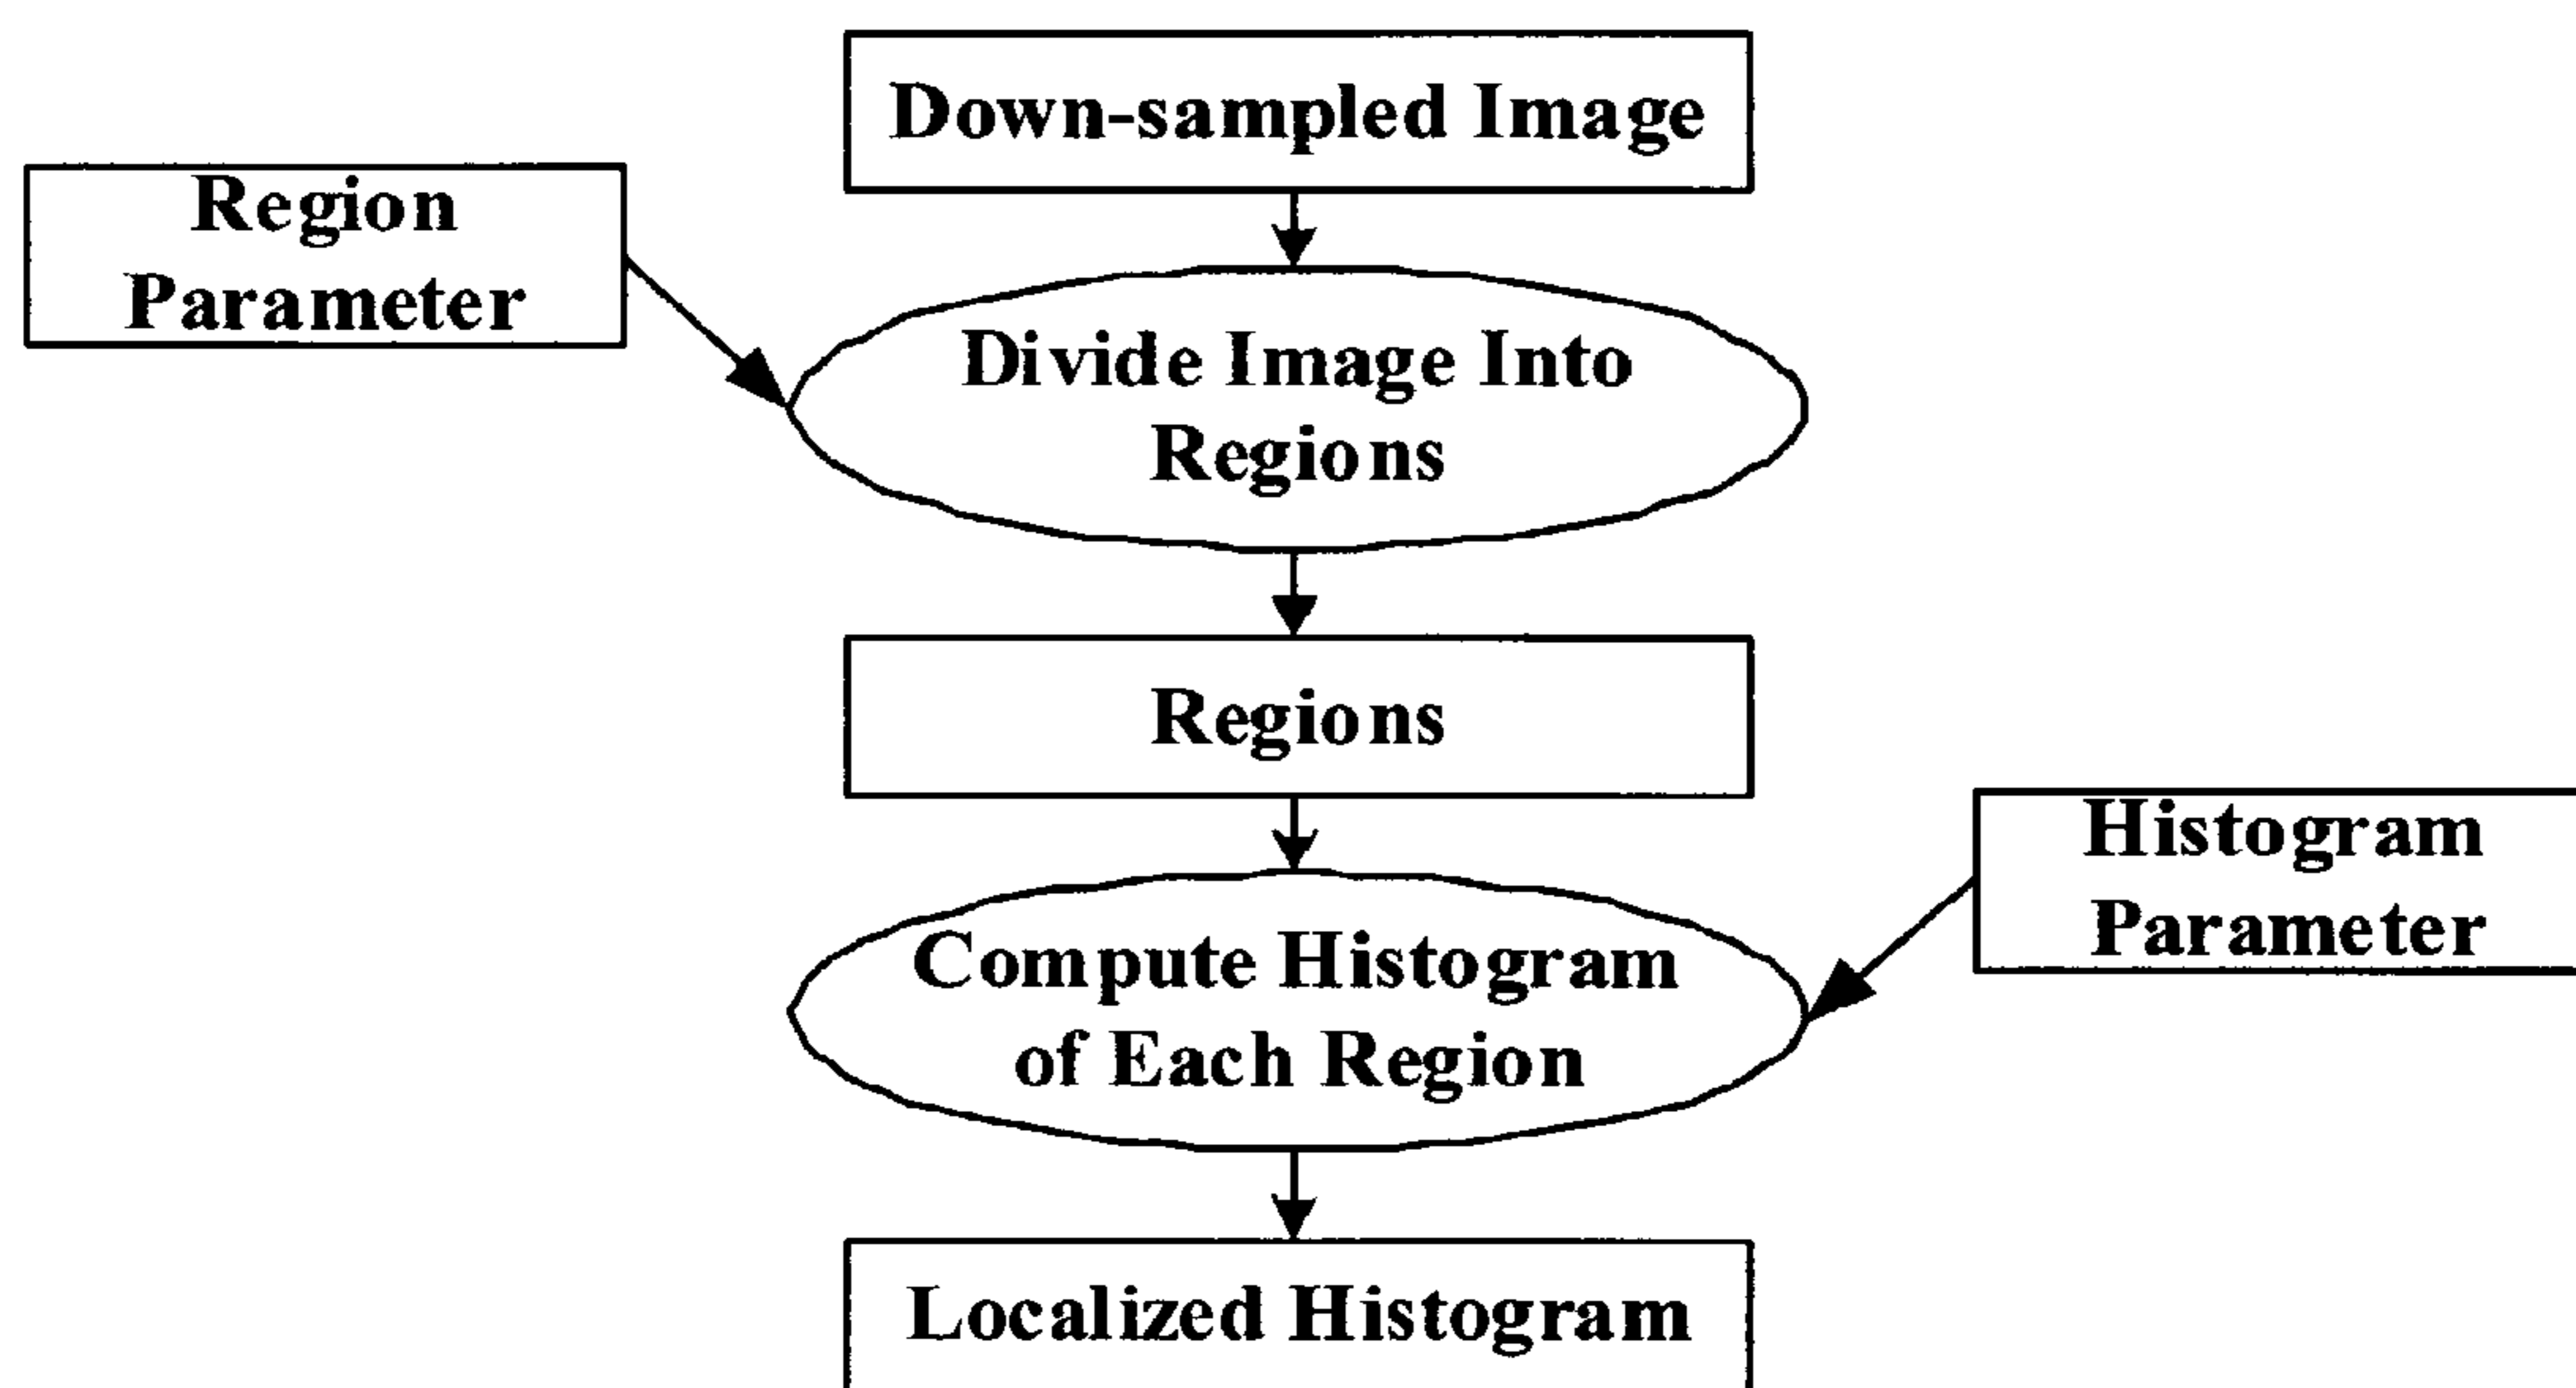 Down-sampled Image
Region
Parameter
Divide Image Into
Regions
Regions
Histogram
Parameter
Compute Histogram
of Each Region
Localized Histogram